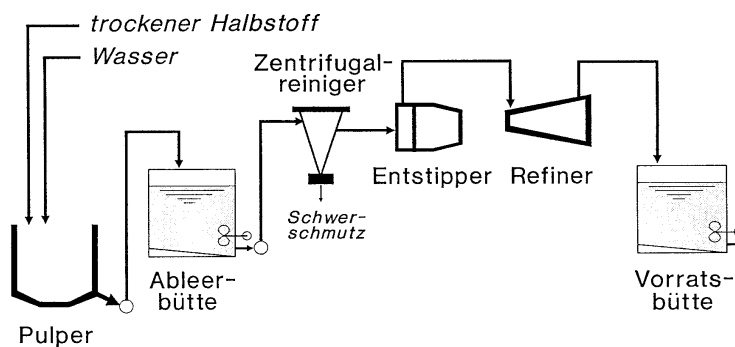 trockener Halbstoff
Wasser
Zentrifugal-
reiniger
Entstipper
Refiner
Schwer-
schmutz
Ableer-
bütte
Vorrats-
bütte
Pulper